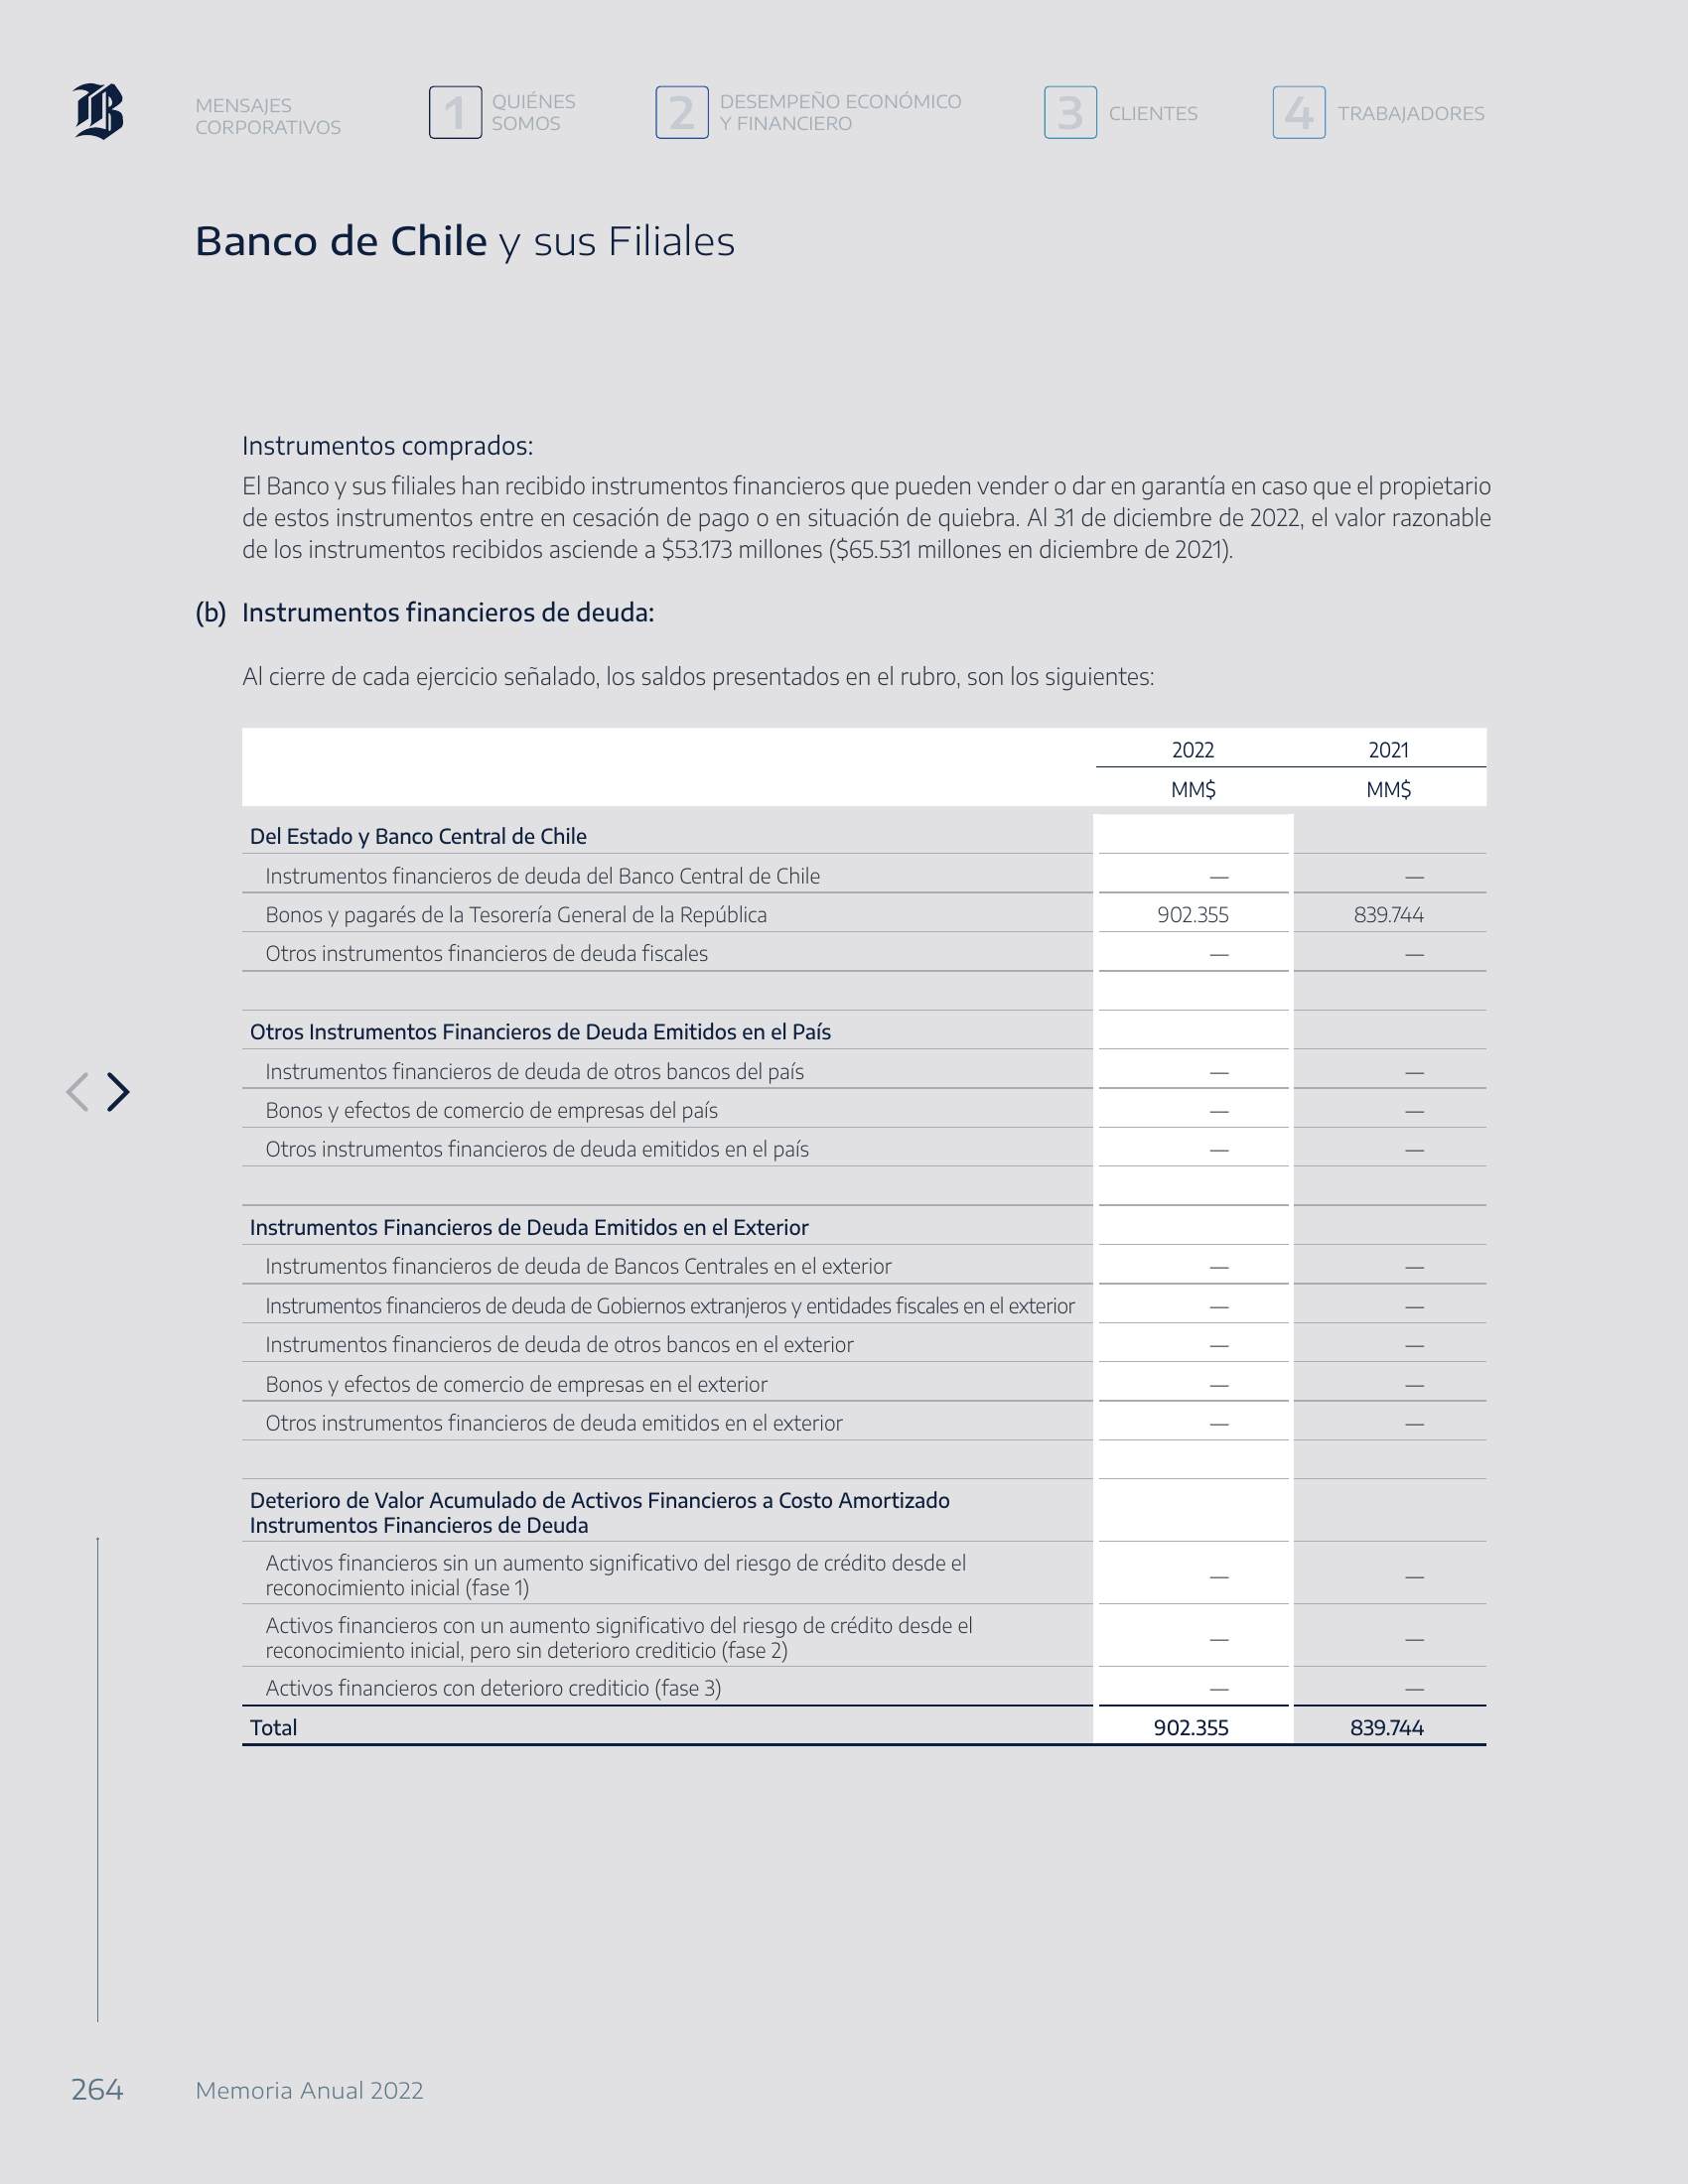 MENSAJES
CORPORATIVOS
1 QUIÉNES
SOMOS
2 DESEMPEÑO ECONÓMICO
Y FINANCIERO
3 CLIENTES
4 TRABAJADORES
Banco de Chile y sus Filiales
Instrumentos comprados:
El Banco y sus filiales han recibido instrumentos financieros que pueden vender o dar en garantía en caso que el propietario
de estos instrumentos entre en cesación de pago o en situación de quiebra. Al 31 de diciembre de 2022, el valor razonable
de los instrumentos recibidos asciende a $53.173 millones ($65.531 millones en diciembre de 2021).
(b) Instrumentos financieros de deuda:
Al cierre de cada ejercicio señalado, los saldos presentados en el rubro, son los siguientes:
2022 2021
MM$ MM$
Del Estado y Banco Central de Chile
Instrumentos financieros de deuda del Banco Central de Chile — —
Bonos y pagarés de la Tesorería General de la República 902.355 839.744
Otros instrumentos financieros de deuda fiscales — —
Otros Instrumentos Financieros de Deuda Emitidos en el País
Instrumentos financieros de deuda de otros bancos del país — —
Bonos y efectos de comercio de empresas del país — —
Otros instrumentos financieros de deuda emitidos en el país — —
Instrumentos Financieros de Deuda Emitidos en el Exterior
Instrumentos financieros de deuda de Bancos Centrales en el exterior — —
Instrumentos financieros de deuda de Gobiernos extranjeros y entidades fiscales en el exterior — —
Instrumentos financieros de deuda de otros bancos en el exterior — —
Bonos y efectos de comercio de empresas en el exterior — —
Otros instrumentos financieros de deuda emitidos en el exterior — —
Deterioro de Valor Acumulado de Activos Financieros a Costo Amortizado
Instrumentos Financieros de Deuda
Activos financieros sin un aumento significativo del riesgo de crédito desde el
reconocimiento inicial (fase 1) — —
Activos financieros con un aumento significativo del riesgo de crédito desde el
reconocimiento inicial, pero sin deterioro crediticio (fase 2) — —
Activos financieros con deterioro crediticio (fase 3) — —
Total 902.355 839.744
264 Memoria Anual 2022